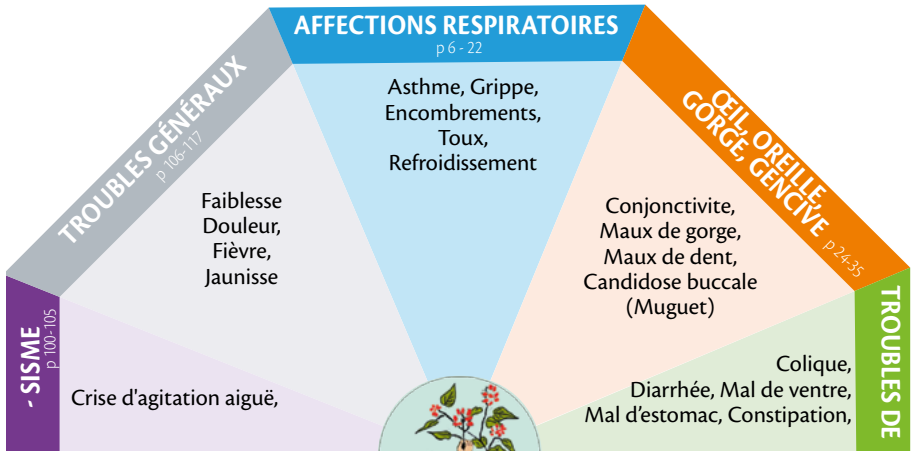 AFFECTIONS RESPIRATOIRES
p 6 - 22
Asthme, Grippe,
Encombrements,
Toux,
Refroidissement
TROUBLES GÉNÉRAUX
p 106-117
Faiblesse
Douleur,
Fièvre,
Jaunisse
ŒIL, OREILLE,
GORGE, GENCIVE
p 24-35
Conjonctivite,
Maux de gorge,
Maux de dent,
Candidose buccale
(Muguet)
- SISME
p 100-105
Crise d'agitation aiguë,
TROUBLES DE
Colique,
Diarrhée, Mal de ventre,
Mal d’estomac, Constipation,